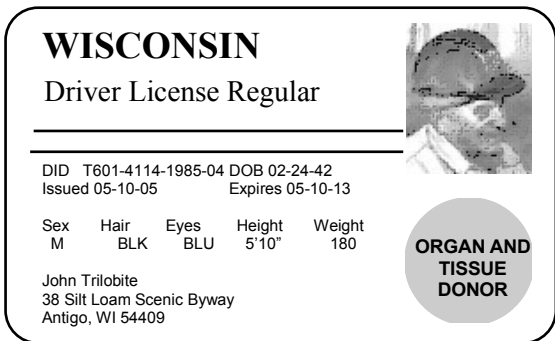 WISCONSIN
Driver License Regular
DID T601-4114-1985-04 DOB 02-24-42
Issued 05-10-05 Expires 05-10-13
Sex Hair Eyes Height Weight
M BLK BLU 5'10” 180
John Trilobite
38 Silt Loam Scenic Byway
Antigo, WI 54409
ORGAN AND
TISSUE
DONOR